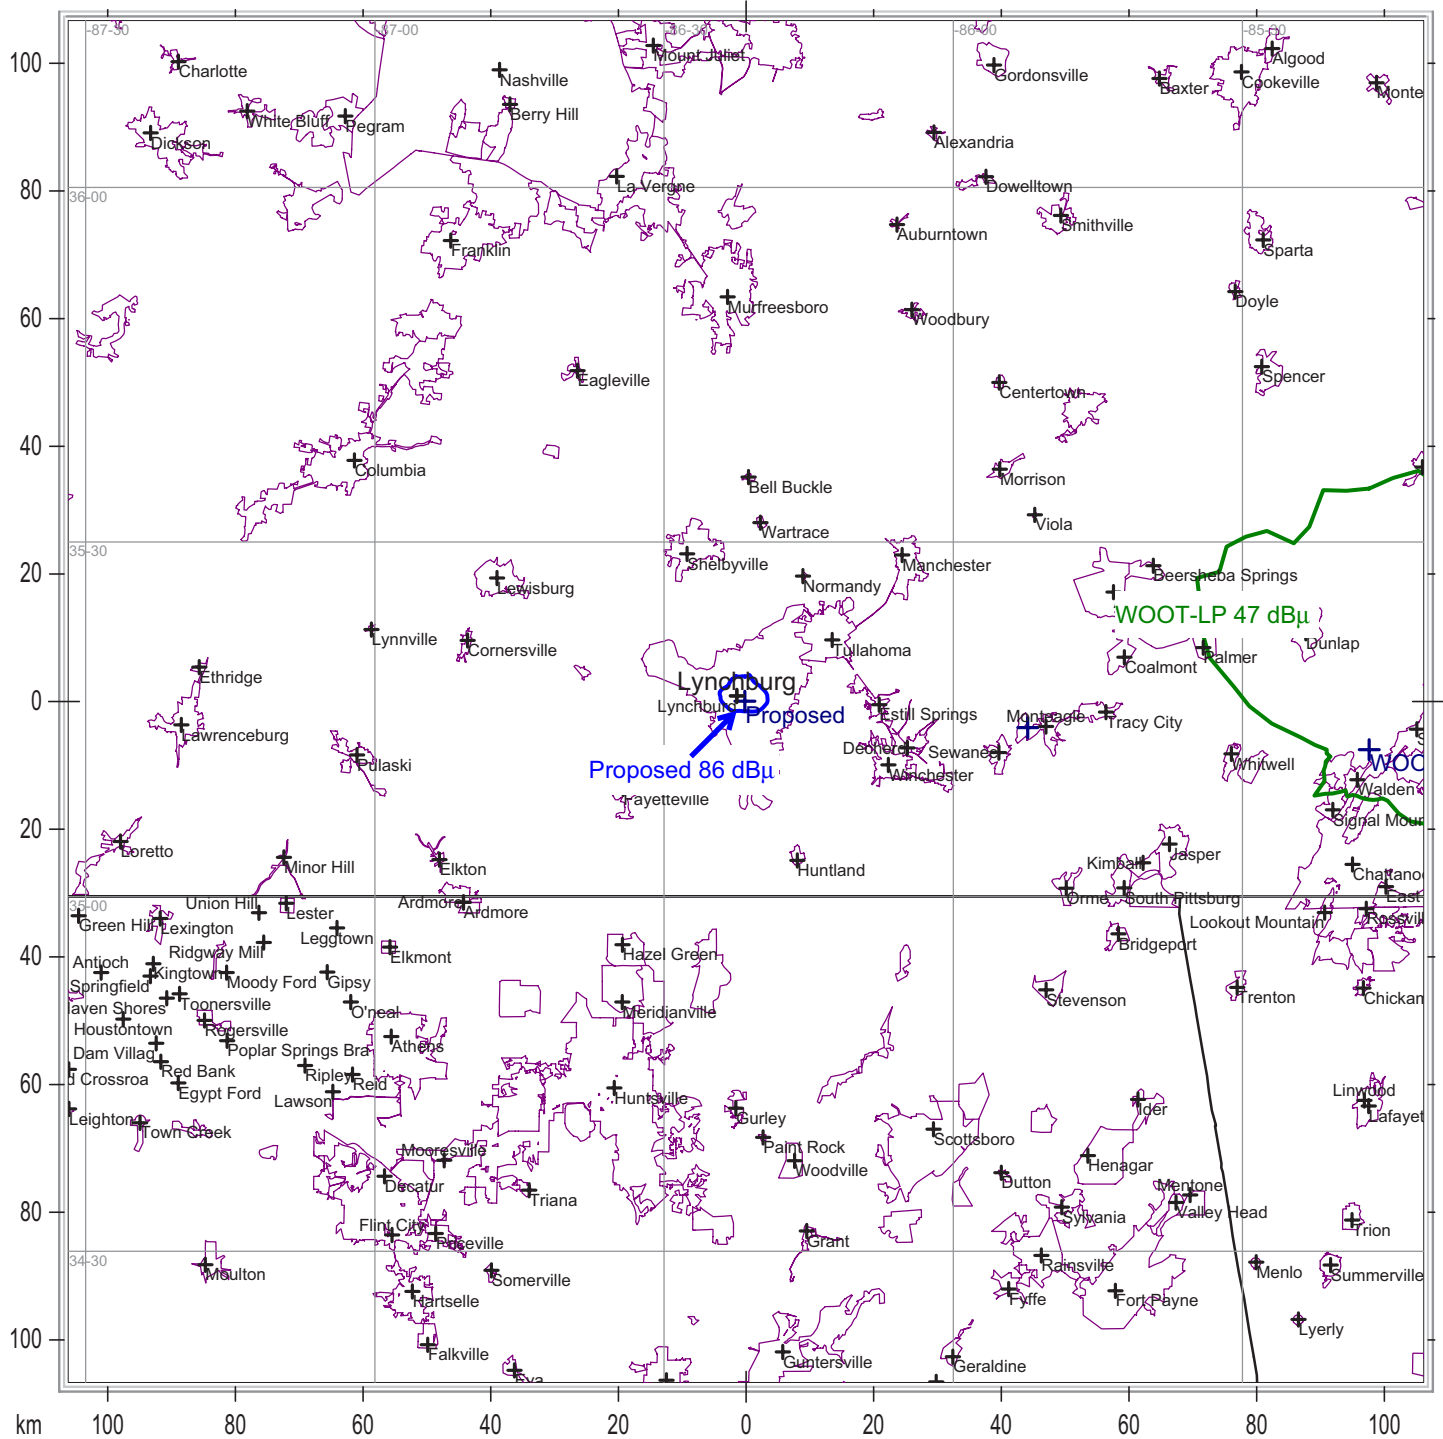 -87-30
-87-00
-86-30
-86-00
100
Charlotte
Nashville
Mount Juliet
Gordonsville
Algood
Baxter
Cookeville
Monte
White Bluff
Pegram
Berry Hill
Dickson
Alexandria
80
36-00
La Vergne
Dowelltown
Auburntown
Smithville
Franklin
Sparta
60
Murfreesboro
Woodbury
Doyle
Eagleville
Centertown
Spencer
40
Columbia
Bell Buckle
Morrison
Wartrace
Viola
35-30
20
Shelbyville
Manchester
Lewisburg
Normandy
Beersheba Springs
WOOT-LP 47 dBμ
Lynnville
Cornersville
Tullahoma
Coalmont
Palmer
Dunlap
Ethridge
0
Lynchburg
Lynchburg
Proposed
Estill Springs
Monteagle
Tracy City
Lawrenceburg
Decherd
Sewanee
Pulaski
Winchester
Whitwell
WOO
Proposed 86 dBμ
Walden
Fayetteville
20
Signal Moun
Loretto
Minor Hill
Elkton
Huntland
Kimball
Jasper
Chattanoo
Orme
South Pittsburg
East
35-00
Union Hill
Lester
Ardmore
Ardmore
Green Hill
Lexington
Leggtown
Lookout Mountain
Rossvil
Ridgway Mill
Elkmont
Hazel Green
Bridgeport
40
Antioch
Kingtown
Springfield
Moody Ford
Gipsy
Trenton
Chickan
aven Shores
Toonersville
O'neal
Meridianville
Stevenson
Houstontown
Rogersville
Athens
Dam Villag
Poplar Springs Bra
60
d Crossroa
Red Bank
Ripley
Reid
Egypt Ford
Lawson
Huntsville
Gurley
Ider
Linwood
Lafayet
Leighton
Town Creek
Scottsboro
Paint Rock
Mooresville
Woodville
Henagar
Decatur
Triana
Dutton
Mentone
80
Flint City
Priceville
Sylvania
Valley Head
Grant
Trion
34-30
Moulton
Somerville
Rainsville
Menlo
Summerville
Hartselle
Fyffe
Fort Payne
100
Lyerly
Falkville
Guntersville
Geraldine
km
100
80
60
40
20
0
20
40
60
80
100